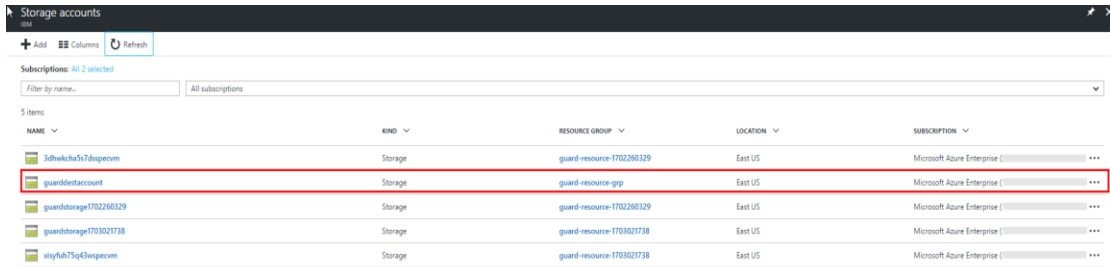 Storage accounts
IBM
Add Columns Refresh
Subscriptions: All 2 selected
Filter by name... All subscriptions
5 items
NAME KIND RESOURCE GROUP LOCATION SUBSCRIPTION
3dhwkcha5s7dsspecvm Storage guard-resource-1702260329 East US Microsoft Azure Enterprise (
guarddestaccount Storage guard-resource-grp East US Microsoft Azure Enterprise (
guardstorage1702260329 Storage guard-resource-1702260329 East US Microsoft Azure Enterprise (
guardstorage1703021738 Storage guard-resource-1703021738 East US Microsoft Azure Enterprise (
xisyfuh75q43wspecvm Storage guard-resource-1703021738 East US Microsoft Azure Enterprise (